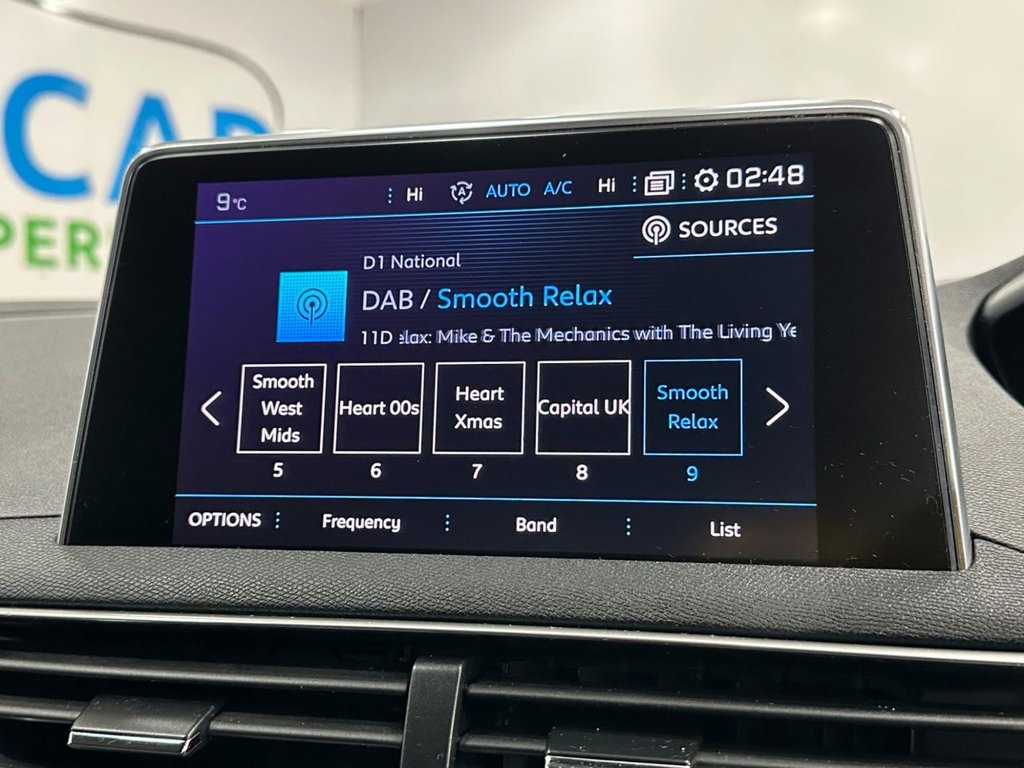 CAR
PER
9°C
Hi
AUTO A/C
Hi
02:48
SOURCES
D1 National
DAB / Smooth Relax
11D elax: Mike & The Mechanics with The Living Ye
Smooth
West
Mids
Heart 00s
Heart
Xmas
Capital UK
Smooth
Relax
5
6
7
8
9
OPTIONS
Frequency
Band
List